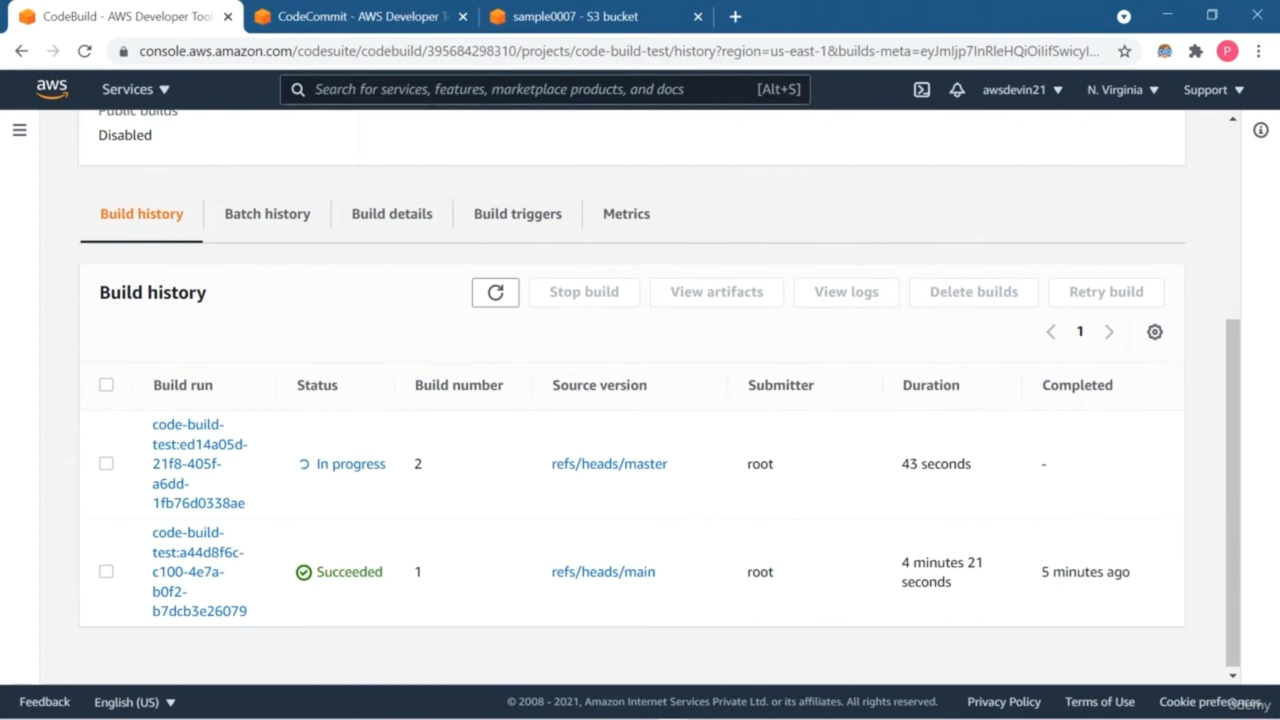 CodeBuild - AWS Developer Tool
CodeCommit - AWS Developer T
sample0007 - S3 bucket
console.aws.amazon.com/codesuite/codebuild/395684298310/projects/code-build-test/history?region=us-east-1&builds-meta=eyJmIjp7InRleHQiOiIifSwicyI...
P
aws
Services
Search for services, features, marketplace products, and docs
[Alt+S]
awsdevin21
N. Virginia
Support
Public builds
Disabled
Build history
Batch history
Build details
Build triggers
Metrics
Build history
Stop build
View artifacts
View logs
Delete builds
Retry build
1
Build run
Status
Build number
Source version
Submitter
Duration
Completed
code-build-
test:ed14a05d-
21f8-405f-
a6dd-
1fb76d0338ae
In progress
2
refs/heads/master
root
43 seconds
-
code-build-
test:a44d8f6c-
c100-4e7a-
b0f2-
b7dcb3e26079
Succeeded
1
refs/heads/main
root
4 minutes 21
seconds
5 minutes ago
Feedback
English (US)
© 2008 - 2021, Amazon Internet Services Private Ltd. or its affiliates. All rights reserved.
Privacy Policy
Terms of Use
Cookie preferences
Udemy